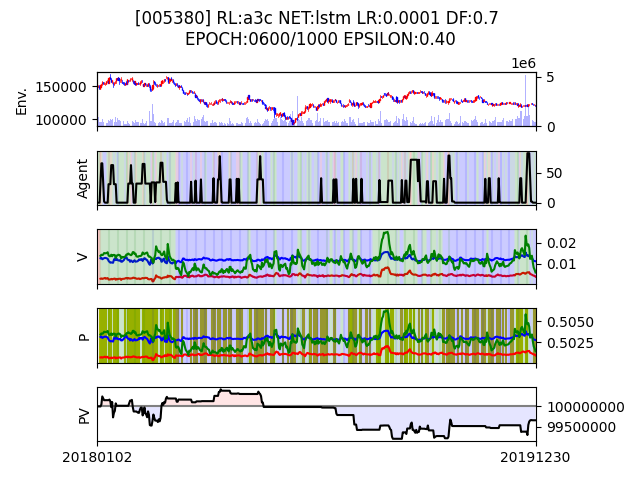 [005380] RL:a3c NET:lstm LR:0.0001 DF:0.7
EPOCH:0600/1000 EPSILON:0.40
1e6
Env.
150000
100000
5
0
Agent
50
0
V
0.02
0.01
P
0.5050
0.5025
PV
100000000
99500000
20180102
20191230